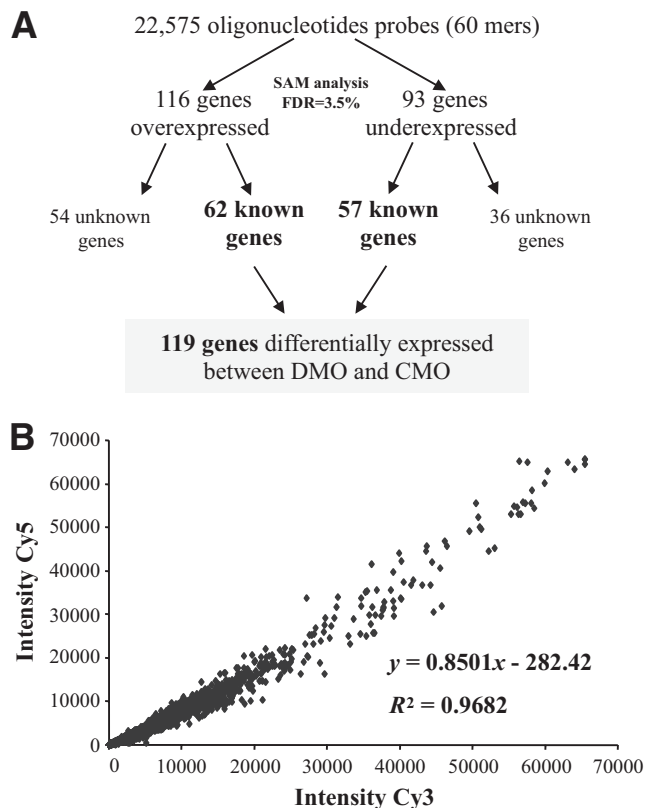 A
22,575 oligonucleotides probes (60 mers)
SAM analysis
FDR=3.5%
116 genes
overexpressed
93 genes
underexpressed
54 unknown
genes
62 known
genes
57 known
genes
36 unknown
genes
119 genes differentially expressed
between DMO and CMO
B
Intensity Cy5
70000
60000
50000
40000
30000
20000
10000
0
y = 0.8501x - 282.42
R² = 0.9682
0 10000 20000 30000 40000 50000 60000 70000
Intensity Cy3